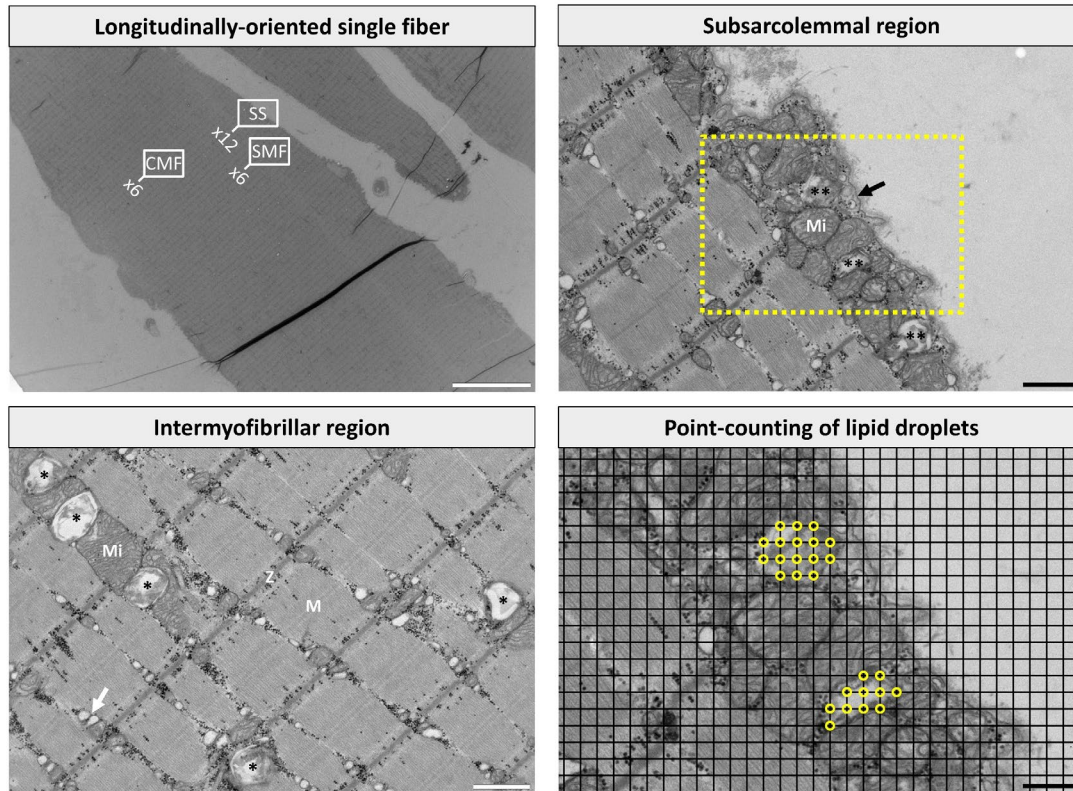 Longitudinally-oriented single fiber
SS
x12
SMF
x6
CMF
x6
Subsarcolemmal region
**
Mi
**
**
Intermyofibrillar region
*
*
Mi
*
Z
M
*
*
Point-counting of lipid droplets